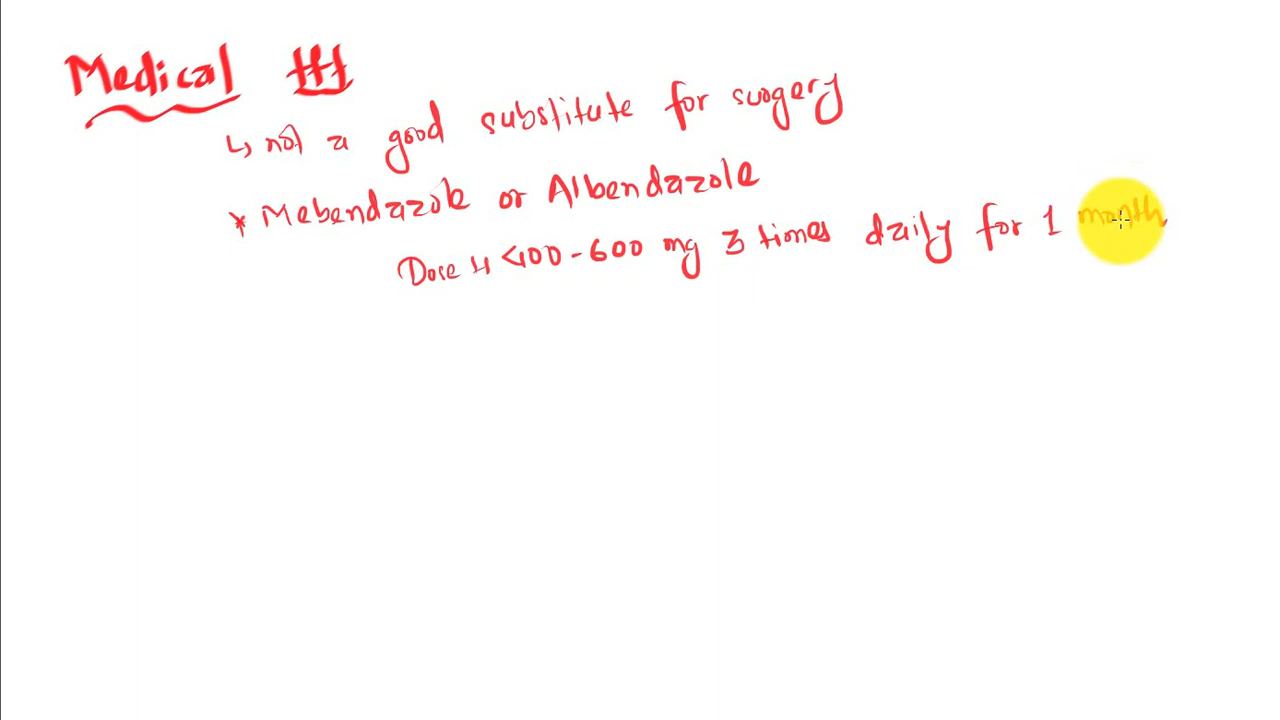 Medical ttt
↳ not a good substitute for surgery
* Mebendazole or Albendazole
Dose ↳ 400-600 mg 3 times daily for 1 month